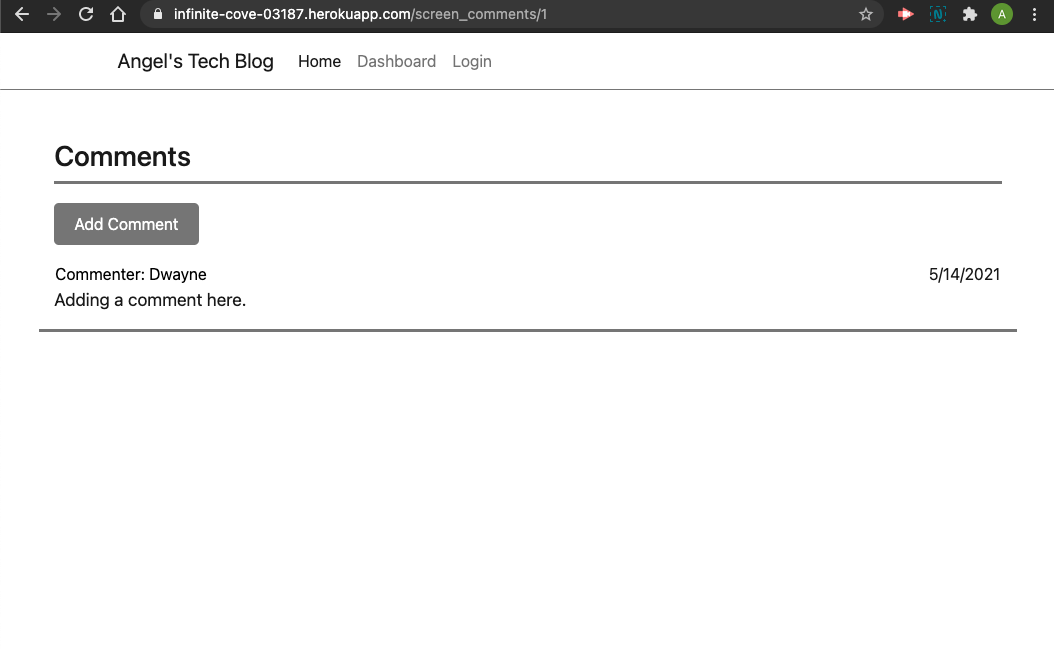 infinite-cove-03187.herokuapp.com/screen_comments/1
N
A
Angel's Tech Blog Home Dashboard Login
Comments
Add Comment
Commenter: Dwayne 5/14/2021
Adding a comment here.